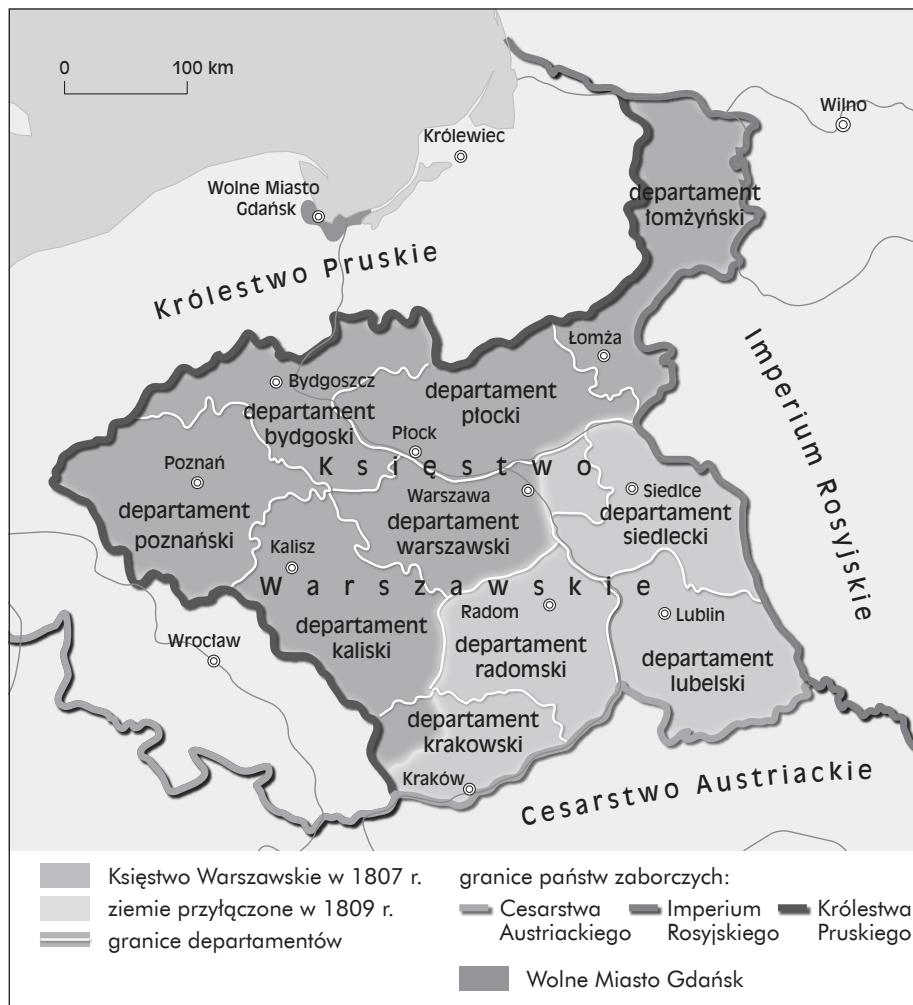 0 100 km
Wilno
Królewiec
Wolne Miasto
Gdańsk
departament
łomżyński
Królestwo Pruskie
Imperium Rosyjskie
Łomża
Bydgoszcz
departament
bydgoski
departament
płocki
Płock
Księstwo
Poznań
departament
poznański
Warszawa
departament
warszawski
Siedlce
departament
siedlecki
Kalisz
Warszawskie
Radom
Lublin
Wrocław
departament
kaliski
departament
radomski
departament
lubelski
departament
krakowski
Kraków
Cesarstwo Austriackie
Księstwo Warszawskie w 1807 r.
ziemie przyłączone w 1809 r.
granice departamentów
granice państw zaborczych:
Cesarstwa
Austriackiego
Imperium
Rosyjskiego
Królestwa
Pruskiego
Wolne Miasto Gdańsk